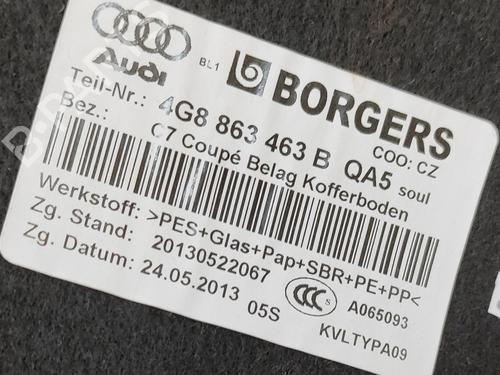 Audi
BL1 BORGERS
COO: CZ
Teil-Nr.: 4G8 863 463 B QA5 soul
Bez.: C7 Coupé Belag Kofferboden
Werkstoff: >PES+Glas+Pap+SBR+PE+PP<
Zg. Stand: 20130522067
Zg. Datum: 24.05.2013 05S
CCC A065093
KVLTYPA09